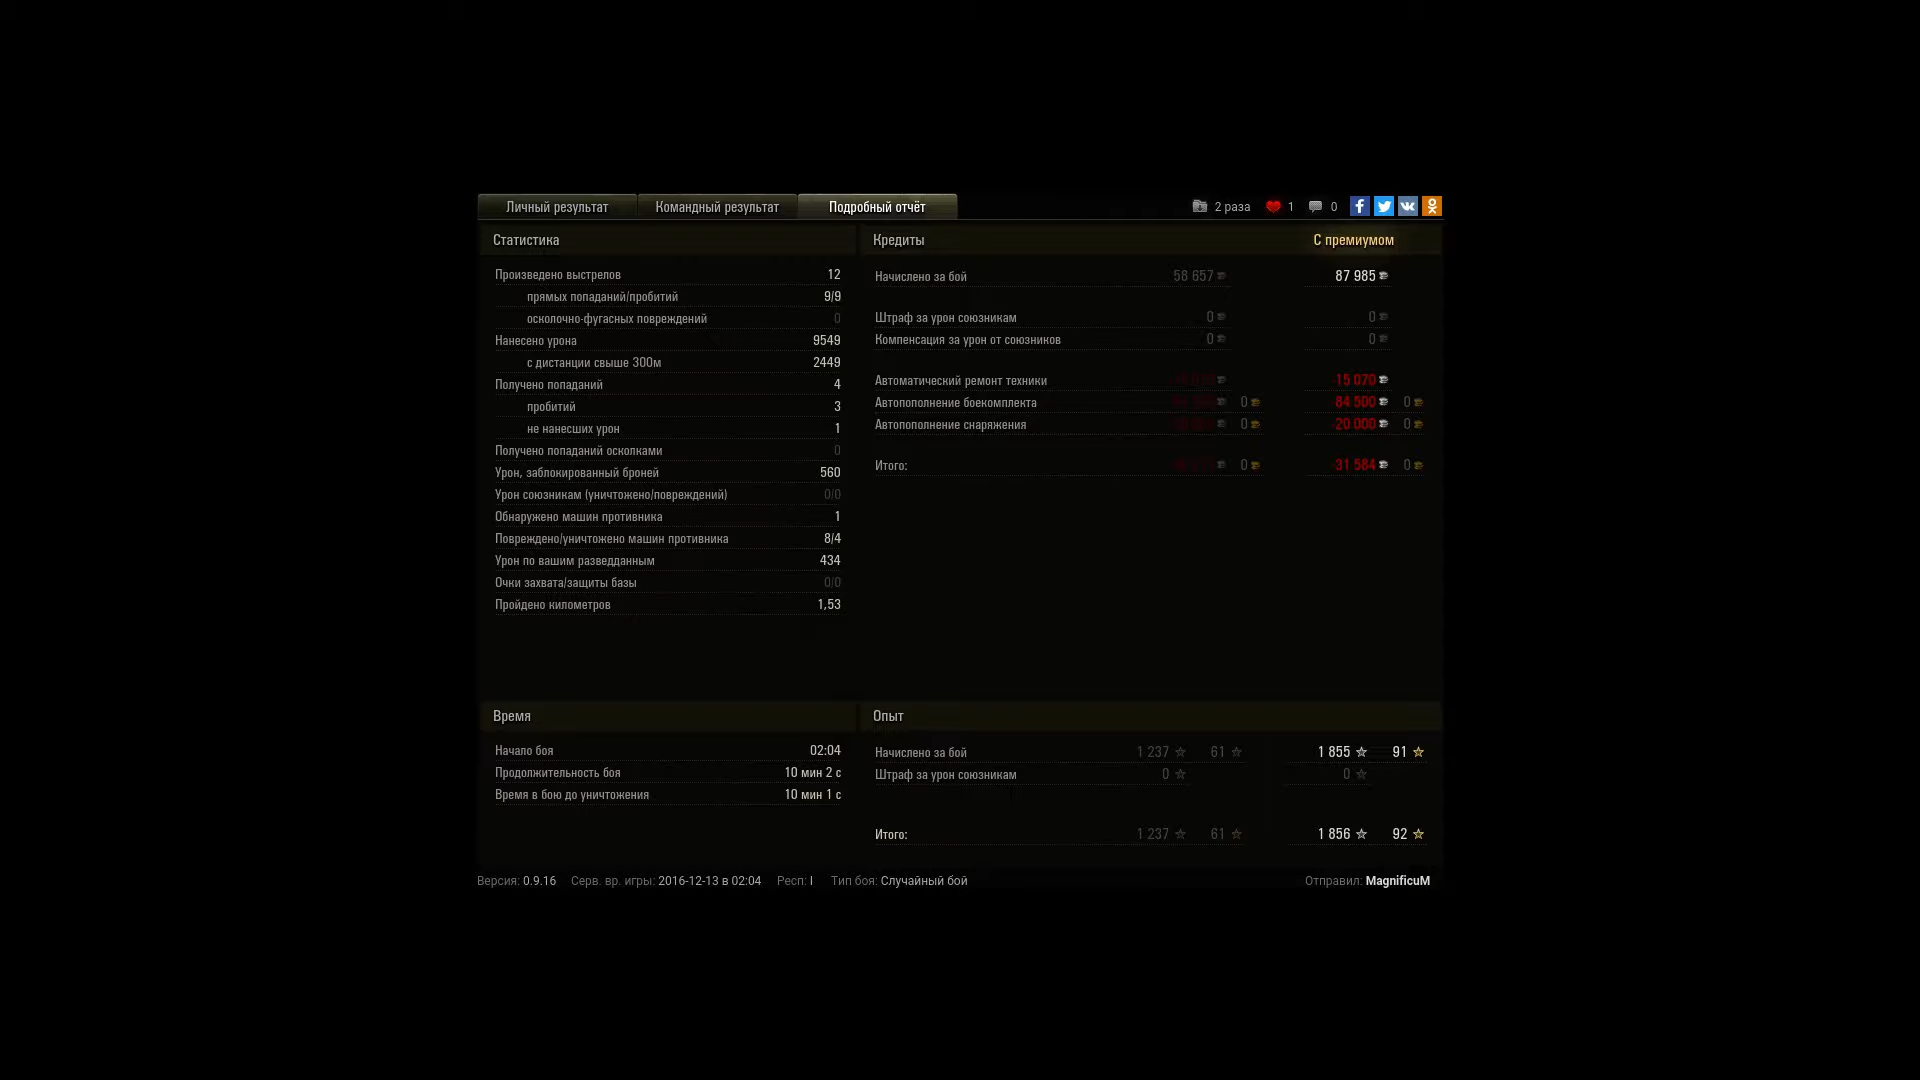 Личный результат Командный результат Подробный отчёт 2 раза 1 0
Статистика
Произведено выстрелов 12
прямых попаданий/пробитий 9/9
осколочно-фугасных повреждений 0
Нанесено урона 9549
с дистанции свыше 300м 2449
Получено попаданий 4
пробитий 3
не нанесших урон 1
Получено попаданий осколками 0
Урон, заблокированный броней 560
Урон союзникам (уничтожено/повреждений) 0/0
Обнаружено машин противника 1
Повреждено/уничтожено машин противника 8/4
Урон по вашим разведданным 434
Очки захвата/защиты базы 0/0
Пройдено километров 1,53
Кредиты С премиумом
Начислено за бой 58 657 87 985
Штраф за урон союзникам 0 0
Компенсация за урон от союзников 0 0
Автоматический ремонт техники -15 070
Автопополнение боекомплекта 0 -84 500 0
Автопополнение снаряжения 0 -20 000 0
Итого: 0 -31 584 0
Время
Начало боя 02:04
Продолжительность боя 10 мин 2 с
Время в бою до уничтожения 10 мин 1 с
Опыт
Начислено за бой 1 237 61 1 855 91
Штраф за урон союзникам 0 0
Итого: 1 237 61 1 856 92
Версия: 0.9.16 Серв. вр. игры: 2016-12-13 в 02:04 Респ: I Тип боя: Случайный бой Отправил: MagnificuM